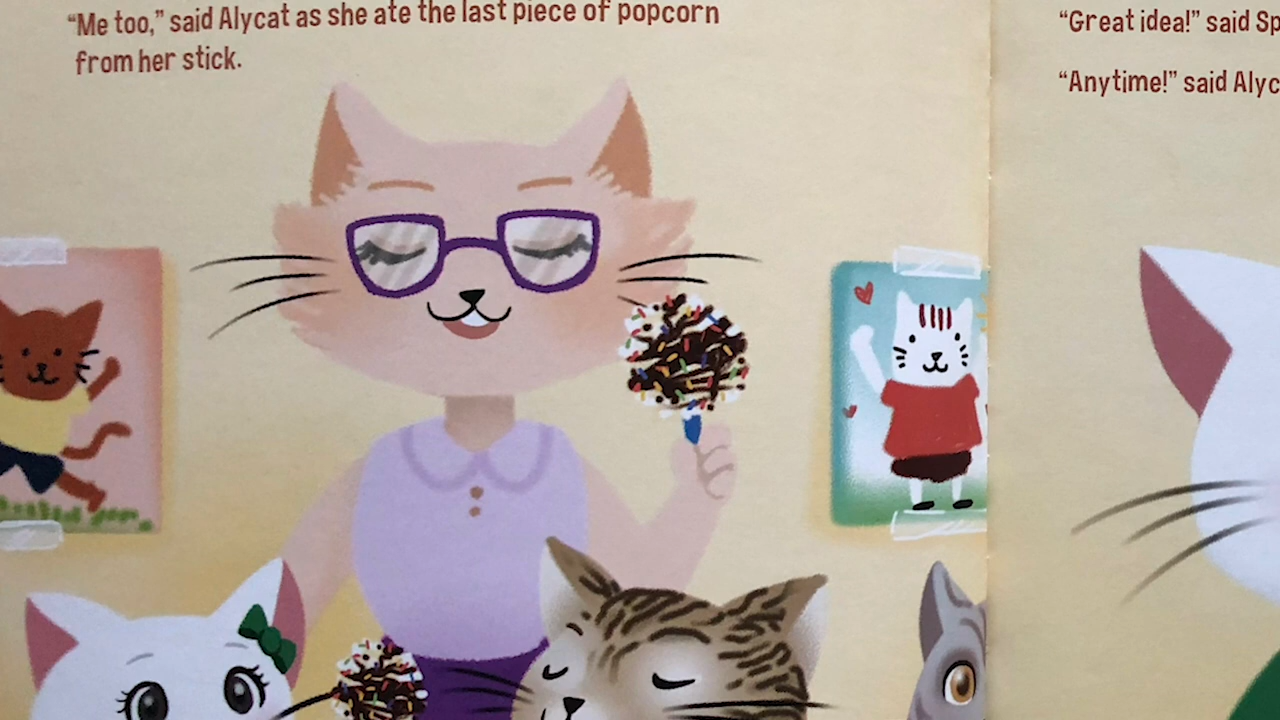 “Me too,” said Alycat as she ate the last piece of popcorn
from her stick.
“Great idea!” said
“Anytime!” said